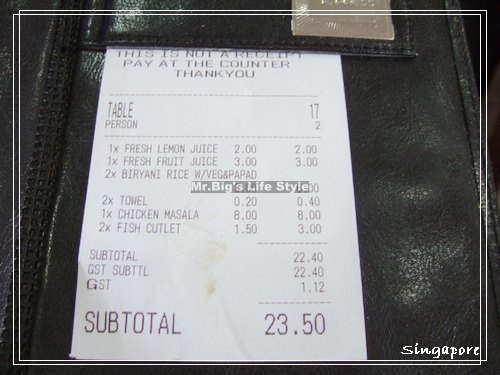 THIS IS NOT A RECEIPT
PAY AT THE COUNTER
THANKYOU
TABLE 17
PERSON 2
1x FRESH LEMON JUICE 2.00 2.00
1x FRESH FRUIT JUICE 3.00 3.00
2x BIRYANI RICE W/VEG&PAPAD
Mr.Big's Life Style
2x TOWEL 0.20 0.40
1x CHICKEN MASALA 8.00 8.00
2x FISH CUTLET 1.50 3.00
SUBTOTAL 22.40
GST SUBTTL 22.40
GST 1.12
SUBTOTAL 23.50
Singapore